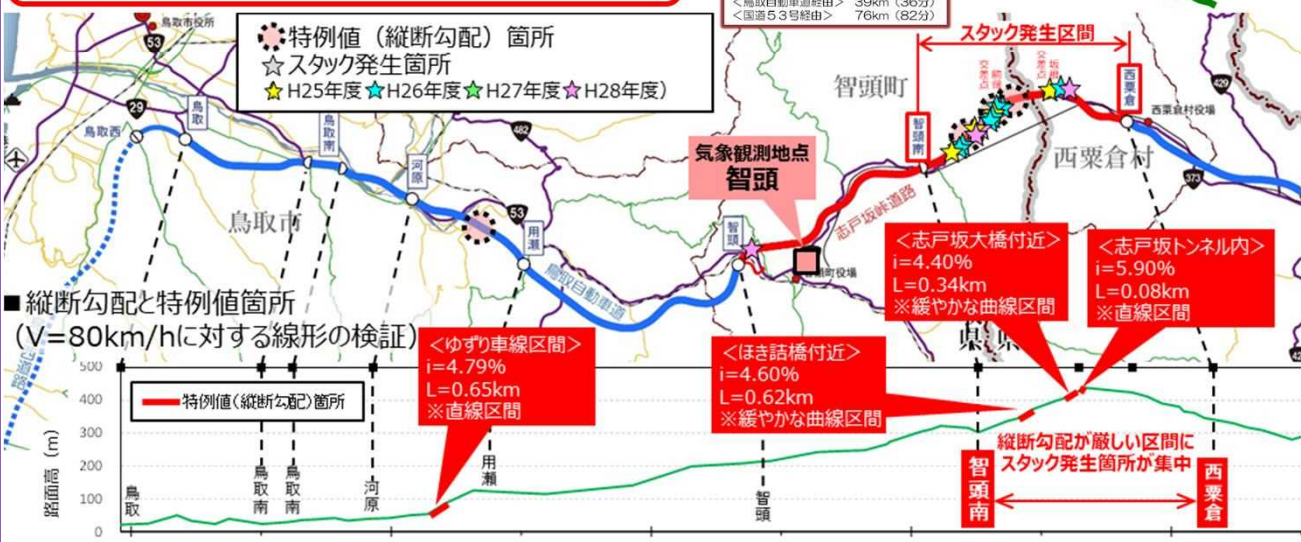 <鳥取自動車道経由> 39km（36分）
<国道５３号経由> 76km（82分）
鳥取市役所
特例値（縦断勾配）箇所
スタック発生箇所
H25年度 H26年度 H27年度 H28年度）
スタック発生区間
智頭町
坂根交差点
西粟倉
西粟倉村役場
429
482
53
29
鳥取西
鳥取
鳥取南
河原
気象観測地点
智頭
智頭南
西粟倉村
373
鳥取市
53
用瀬
智頭
志戸坂峠道路
鳥取自動車道
智頭町役場
<志戸坂大橋付近>
i=4.40%
L=0.34km
※緩やかな曲線区間
<志戸坂トンネル内>
i=5.90%
L=0.08km
※直線区間
■縦断勾配と特例値箇所
（V=80km/hに対する線形の検証）
<ゆずり車線区間>
i=4.79%
L=0.65km
※直線区間
<ほき詰橋付近>
i=4.60%
L=0.62km
※緩やかな曲線区間
特例値(縦断勾配)箇所
路面高（m）
500
400
300
200
100
0
鳥取
鳥取南
鳥取南
河原
用瀬
智頭
智頭南
西粟倉
縦断勾配が厳しい区間に
スタック発生箇所が集中